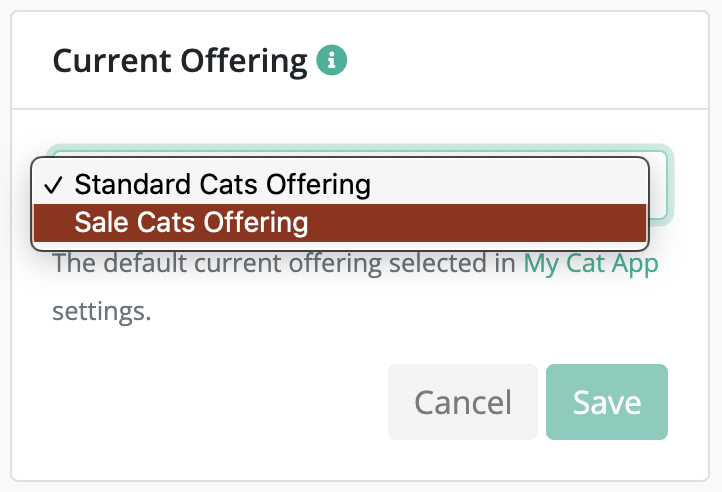 Current Offering
✓ Standard Cats Offering
Sale Cats Offering
The default current offering selected in My Cat App
settings.
Cancel
Save